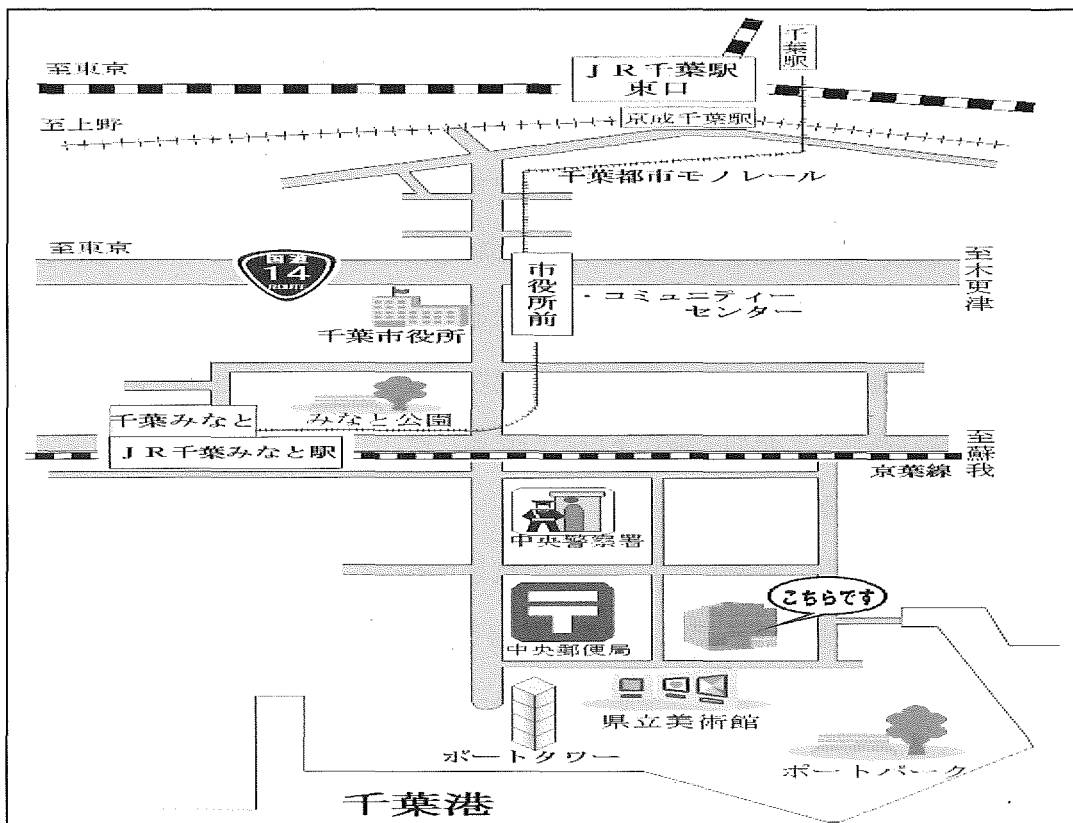 千葉駅
至東京
ＪＲ千葉駅
東口
至上野
京成千葉駅
千葉都市モノレール
至東京
国道
14
市役所前
至木更津
・コミュニティー
センター
千葉市役所
千葉みなと
みなと公園
ＪＲ千葉みなと駅
至蘇我
京葉線
中央警察署
こちらです
中央郵便局
県立美術館
ポートタワー
ポートパーク
千葉港